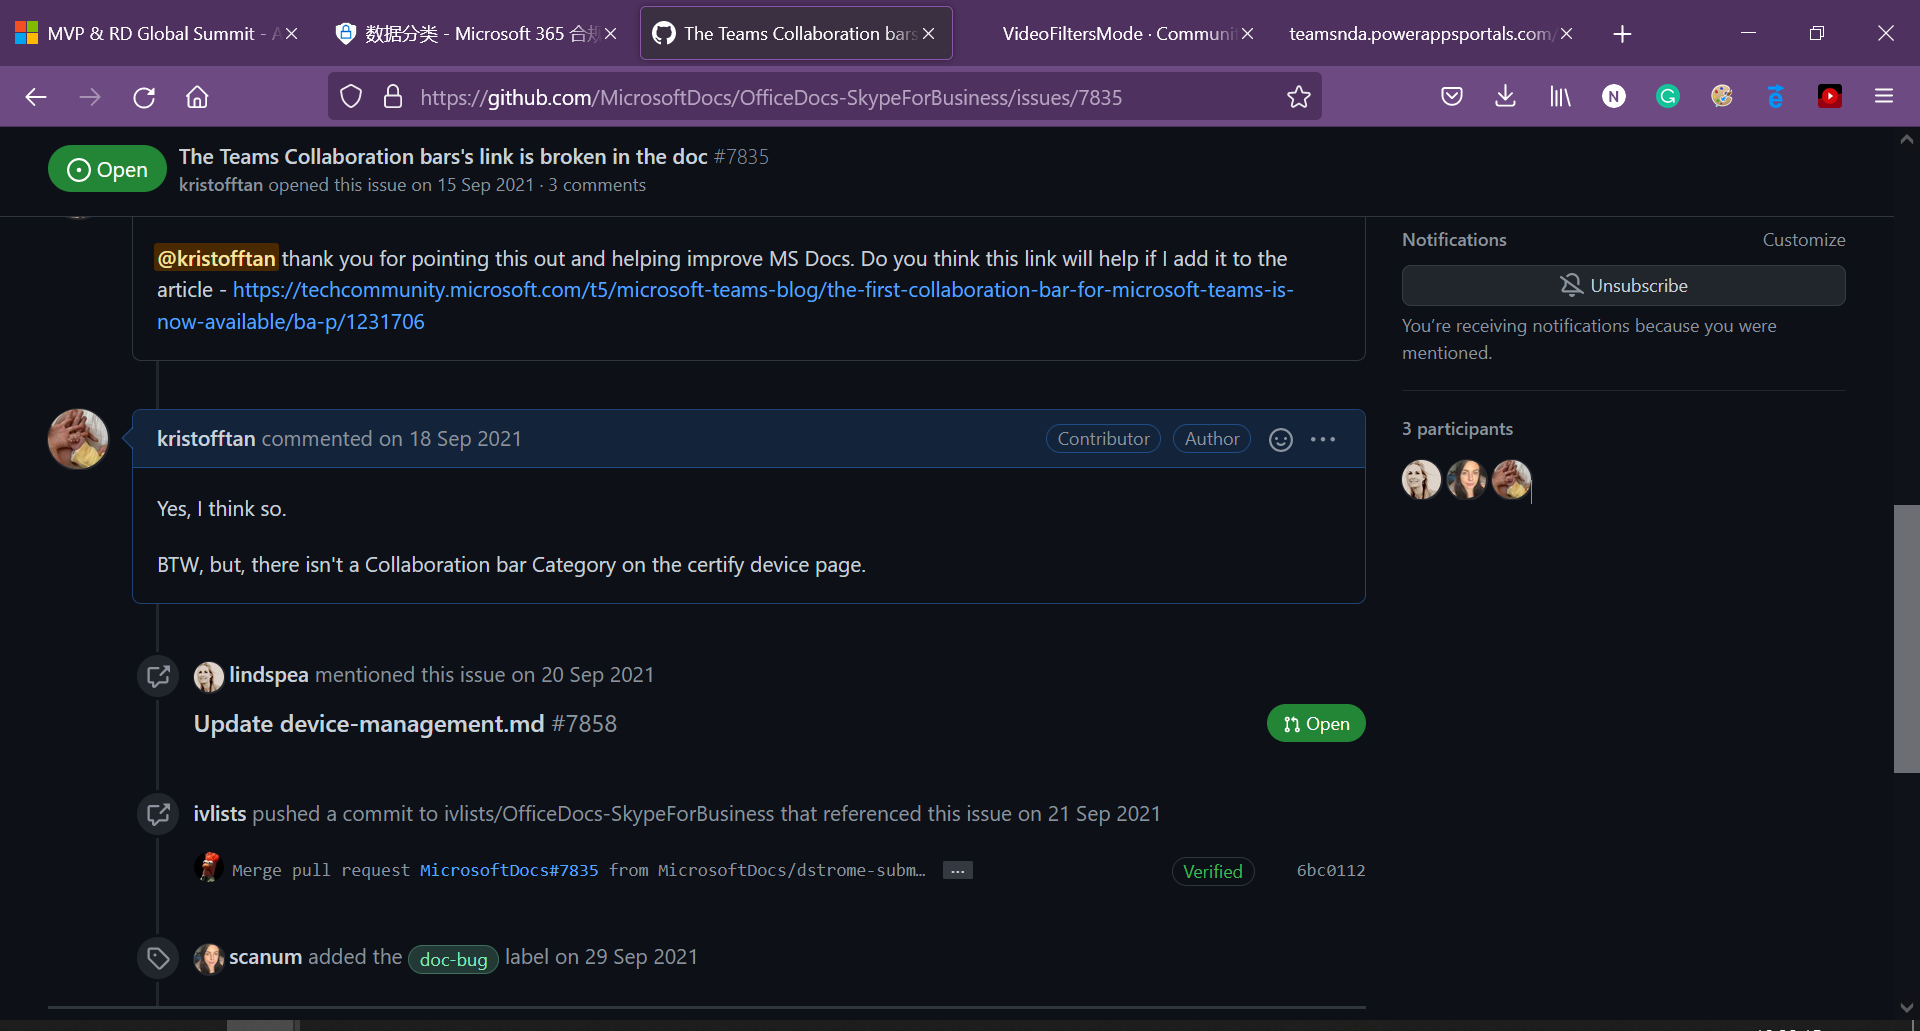 MVP & RD Global Summit - A
数据分类 - Microsoft 365 合规
The Teams Collaboration bars
VideoFiltersMode · Communi
teamsnda.powerappsportals.com/
https://github.com/MicrosoftDocs/OfficeDocs-SkypeForBusiness/issues/7835
N
Open
The Teams Collaboration bars's link is broken in the doc #7835
kristofftan opened this issue on 15 Sep 2021 · 3 comments
@kristofftan thank you for pointing this out and helping improve MS Docs. Do you think this link will help if I add it to the
article - https://techcommunity.microsoft.com/t5/microsoft-teams-blog/the-first-collaboration-bar-for-microsoft-teams-is-
now-available/ba-p/1231706
Notifications
Customize
Unsubscribe
You're receiving notifications because you were
mentioned.
3 participants
kristofftan commented on 18 Sep 2021
Contributor
Author
Yes, I think so.
BTW, but, there isn't a Collaboration bar Category on the certify device page.
lindspea mentioned this issue on 20 Sep 2021
Update device-management.md #7858
Open
ivlists pushed a commit to ivlists/OfficeDocs-SkypeForBusiness that referenced this issue on 21 Sep 2021
Merge pull request MicrosoftDocs#7835 from MicrosoftDocs/dstrome-subm… …
Verified
6bc0112
scanum added the doc-bug label on 29 Sep 2021